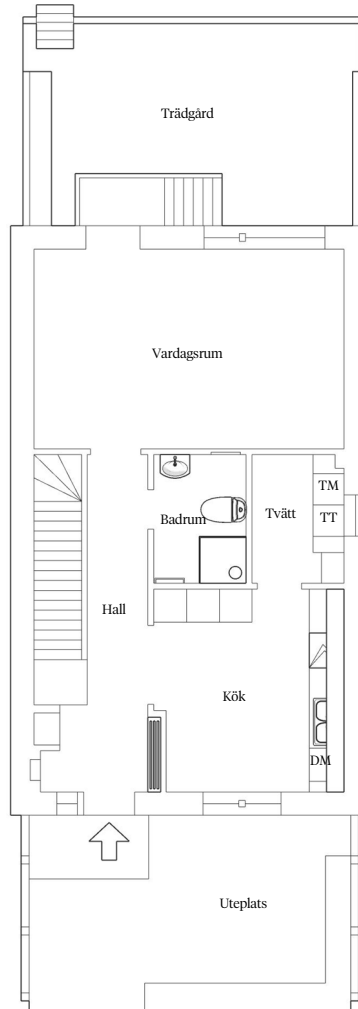 Trädgård
Vardagsrum
TM
Tvätt
TT
Badrum
Hall
Kök
DM
Uteplats